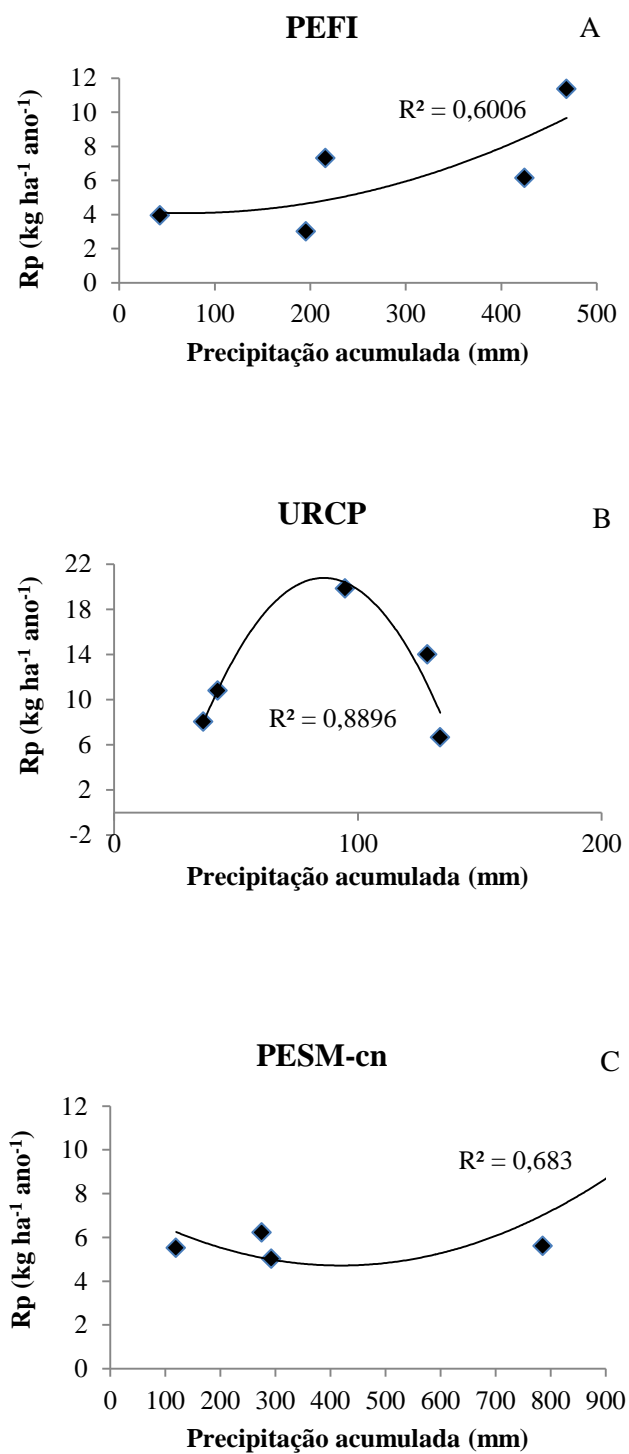 PEFI
A
12
10
8
6
4
2
0
R² = 0,6006
0 100 200 300 400 500
Rp (kg ha⁻¹ ano⁻¹)
Precipitação acumulada (mm)
URCP
B
22
18
14
10
6
2
-2
R² = 0,8896
0 100 200
Rp (kg ha⁻¹ ano⁻¹)
Precipitação acumulada (mm)
PESM-cn
C
12
10
8
6
4
2
0
R² = 0,683
0 100 200 300 400 500 600 700 800 900
Rp (kg ha⁻¹ ano⁻¹)
Precipitação acumulada (mm)